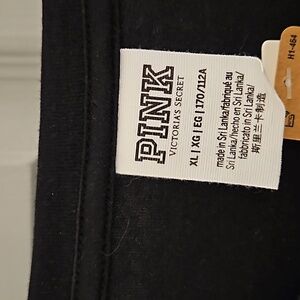 PINK
VICTORIA'S SECRET
XL | XG | EG | 170/112A
made in Sri Lanka/fabriqué au
Sri Lanka/hecho en Sri Lanka/
fabricato in Sri Lanka/
斯里兰卡制造
H1-464